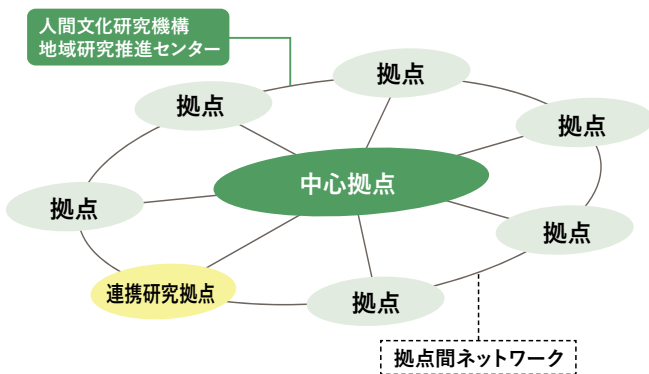 人間文化研究機構
地域研究推進センター
拠点
拠点
拠点
中心拠点
拠点
拠点
連携研究拠点
拠点
拠点間ネットワーク